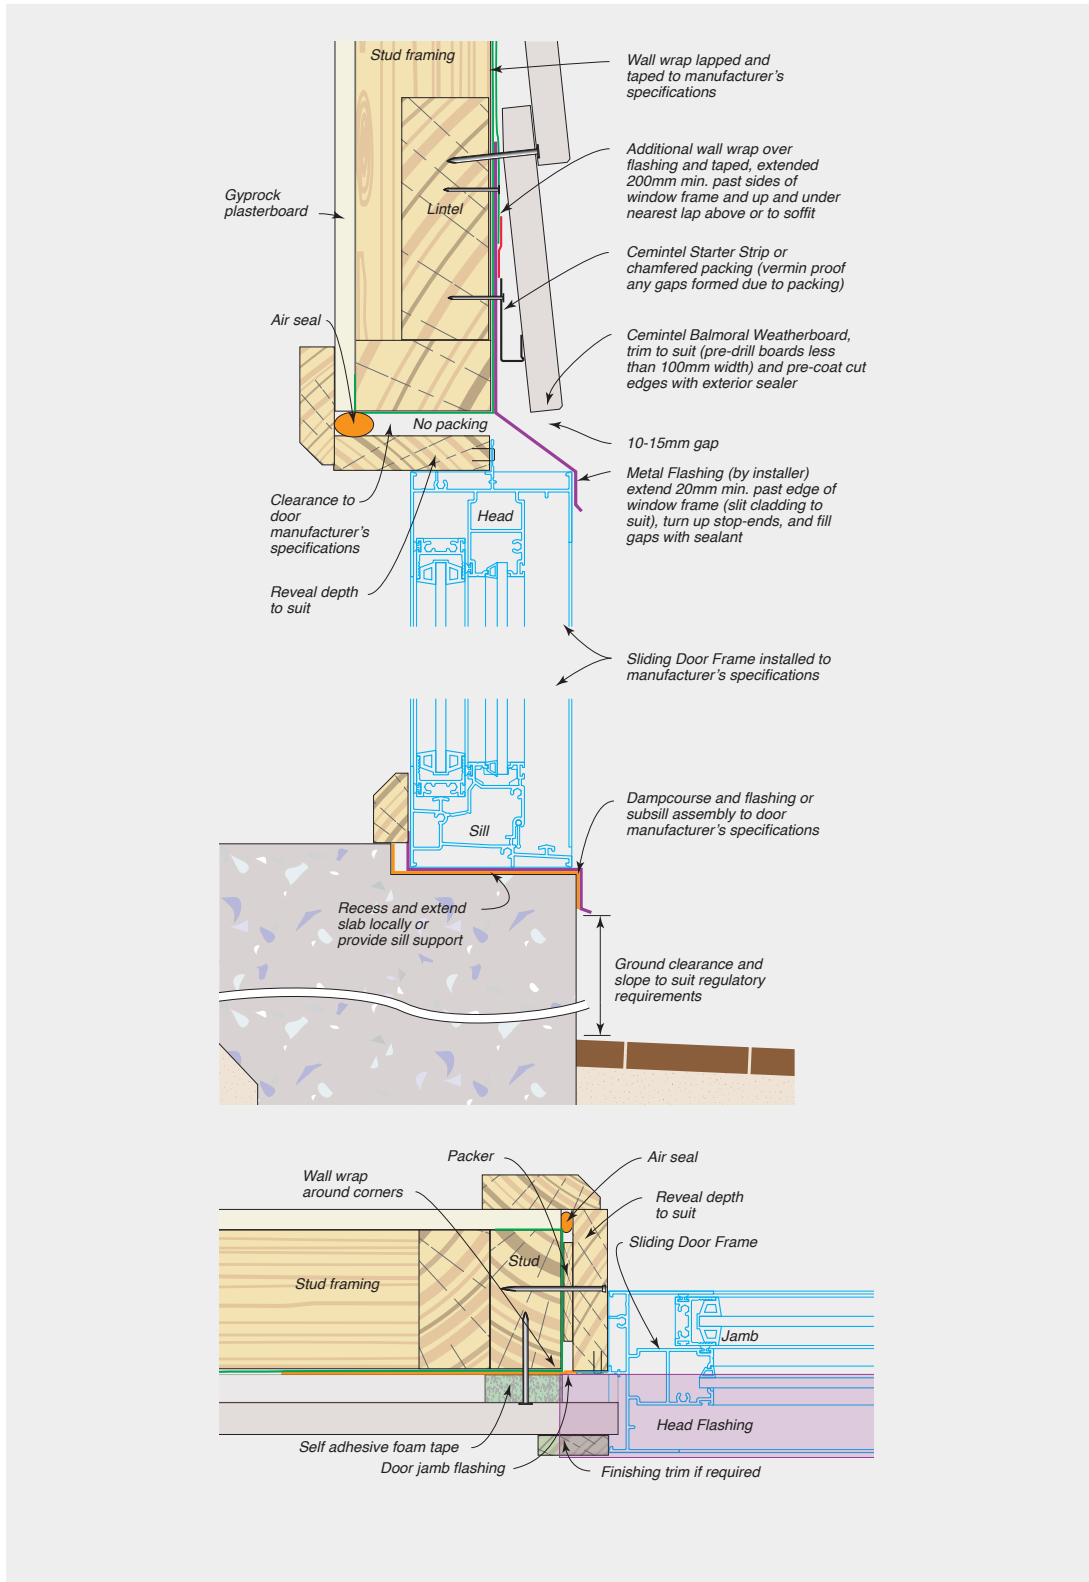 Stud framing
Wall wrap lapped and
taped to manufacturer's
specifications
Additional wall wrap over
flashing and taped, extended
200mm min. past sides of
window frame and up and under
nearest lap above or to soffit
Gyprock
plasterboard
Lintel
Cemintel Starter Strip or
chamfered packing (vermin proof
any gaps formed due to packing)
Air seal
Cemintel Balmoral Weatherboard,
trim to suit (pre-drill boards less
than 100mm width) and pre-coat cut
edges with exterior sealer
No packing
10-15mm gap
Metal Flashing (by installer)
extend 20mm min. past edge of
window frame (slit cladding to
suit), turn up stop-ends, and fill
gaps with sealant
Clearance to
door
manufacturer's
specifications
Head
Reveal depth
to suit
Sliding Door Frame installed to
manufacturer's specifications
Dampcourse and flashing or
subsill assembly to door
manufacturer's specifications
Sill
Recess and extend
slab locally or
provide sill support
Ground clearance and
slope to suit regulatory
requirements
Packer
Air seal
Wall wrap
around corners
Reveal depth
to suit
Sliding Door Frame
Stud
Stud framing
Jamb
Head Flashing
Self adhesive foam tape
Door jamb flashing
Finishing trim if required